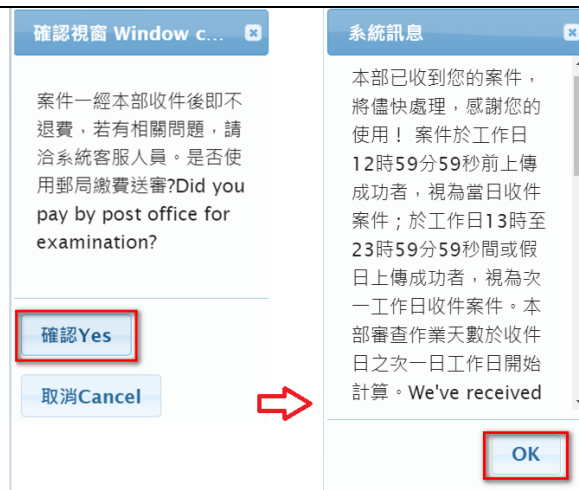 確認視窗 Window c...
案件一經本部收件後即不
退費，若有相關問題，請
洽系統客服人員。是否使
用郵局繳費送審?Did you
pay by post office for
examination?
確認Yes
取消Cancel
系統訊息
本部已收到您的案件，
將儘快處理，感謝您的
使用！ 案件於工作日
12時59分59秒前上傳
成功者，視為當日收件
案件；於工作日13時至
23時59分59秒間或假
日上傳成功者，視為次
一工作日收件案件。本
部審查作業天數於收件
日之次一日工作日開始
計算。We've received
OK